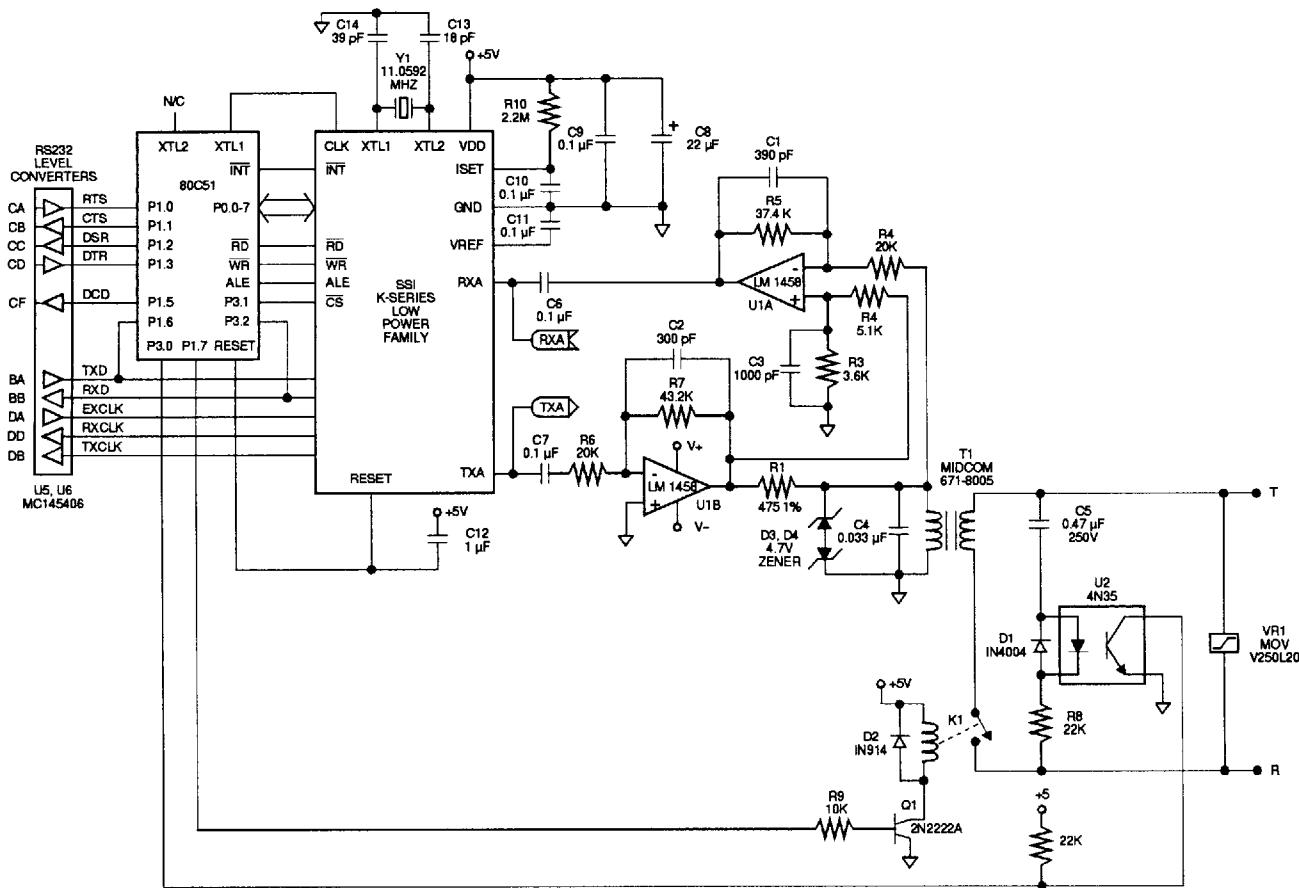 C14
39 pF
C13
18 pF
Y1
11.0592
MHZ
+5V
N/C
R10
2.2M
C9
0.1 µF
+
C8
22 µF
RS232
LEVEL
CONVERTERS
XTL2
XTL1
CLK
XTL1
XTL2
VDD
INT
INT
ISET
80C51
C10
0.1 µF
C1
390 pF
CA
RTS
P1.0
P0.0-7
GND
CB
CTS
P1.1
C11
0.1 µF
R5
37.4 K
CC
DSR
P1.2
RD
RD
VREF
R4
20K
CD
DTR
P1.3
WR
WR
ALE
ALE
RXA
SSI
K-SERIES
LOW
POWER
FAMILY
-
LM 1458
+
U1A
CF
DCD
P1.5
P3.1
CS
C6
0.1 µF
R4
5.1K
P1.6
P3.2
RXA
C2
300 pF
P3.0
P1.7
RESET
C3
1000 pF
R3
3.6K
BA
TXD
R7
43.2K
BB
RXD
TXA
DA
EXCLK
DD
RXCLK
C7
0.1 µF
R6
20K
V+
DB
TXCLK
TXA
T1
MIDCOM
671-8005
RESET
-
LM 1458
+
U1B
V–
R1
475 1%
T
U5, U6
MC145406
+5V
C12
1 µF
D3, D4
4.7V
ZENER
C4
0.033 µF
C5
0.47 µF
250V
U2
4N35
D1
IN4004
VR1
MOV
V250L20
+5V
K1
R8
22K
D2
IN914
R
R9
10K
Q1
2N2222A
+5
22K